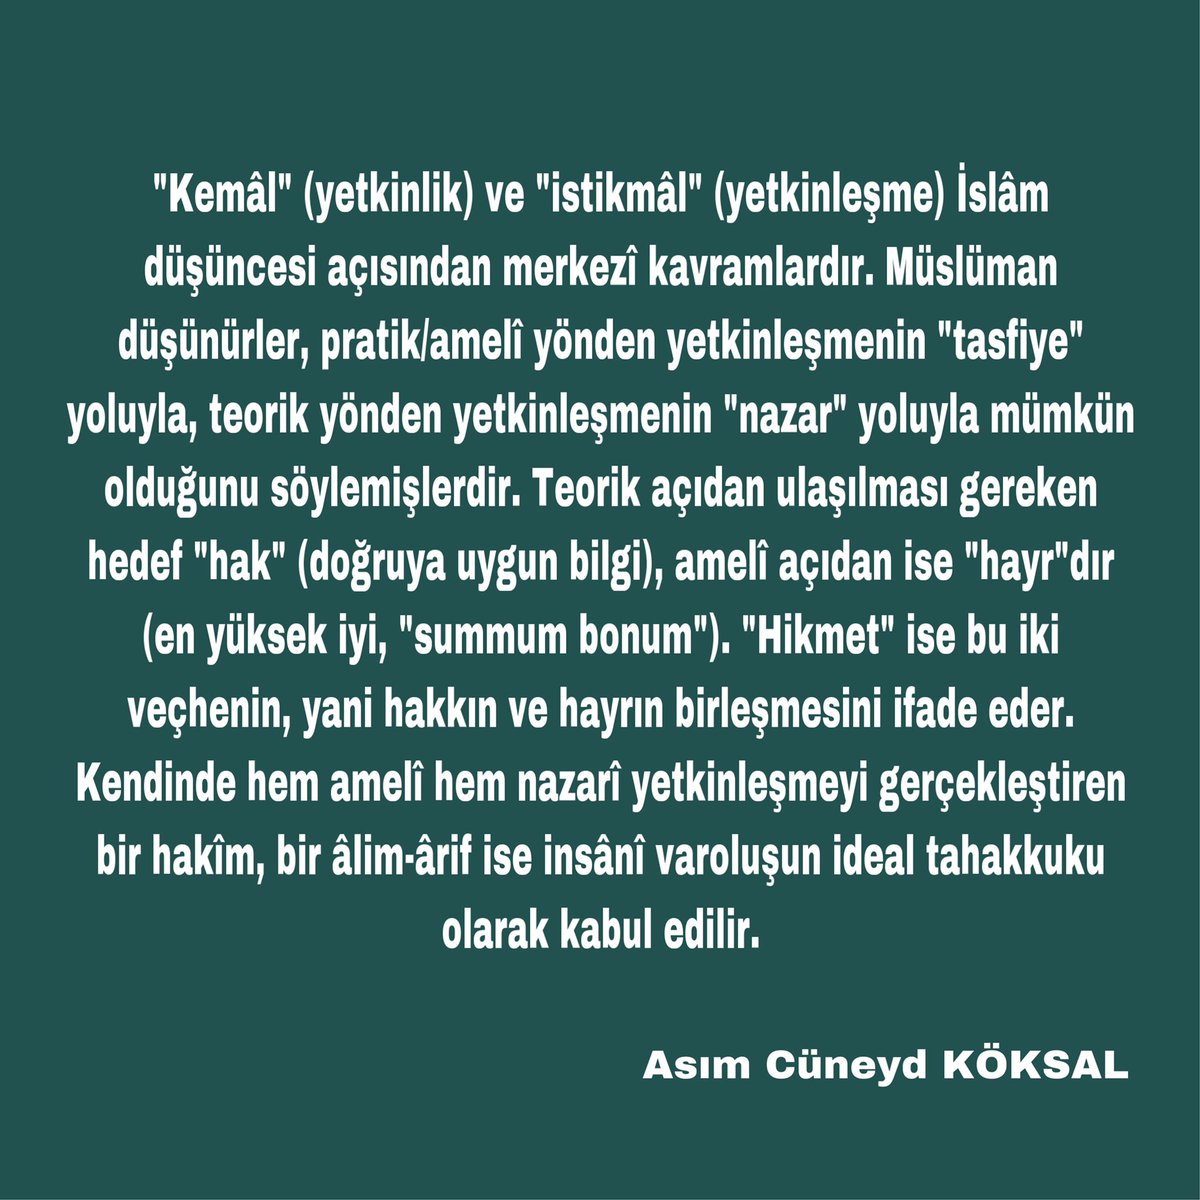 "Kemâl" (yetkinlik) ve "istikmâl" (yetkinleşme) İslâm
düşüncesi açısından merkezî kavramlardır. Müslüman
düşünürler, pratik/amelî yönden yetkinleşmenin "tasfiye"
yoluyla, teorik yönden yetkinleşmenin "nazar" yoluyla mümkün
olduğunu söylemişlerdir. Teorik açıdan ulaşılması gereken
hedef "hak" (doğruya uygun bilgi), amelî açıdan ise "hayr"dır
(en yüksek iyi, "summum bonum"). "Hikmet" ise bu iki
veçhenin, yani hakkın ve hayrın birleşmesini ifade eder.
Kendinde hem amelî hem nazarî yetkinleşmeyi gerçekleştiren
bir hakîm, bir âlim-ârif ise insânî varoluşun ideal tahakkuku
olarak kabul edilir.
Asım Cüneyd KÖKSAL